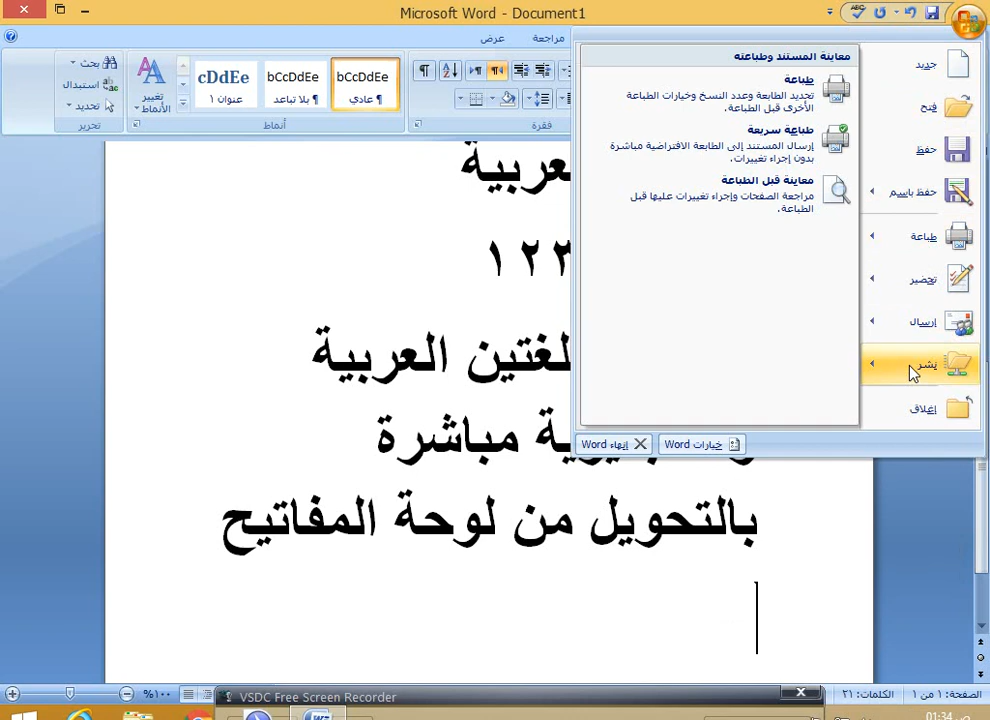 Microsoft Word - Document1
مراجعة
عرض
بحث
استبدال
تحديد
تحرير
تغيير
الأنماط
cDdEe
عنوان ١
bCcDdEe
¶ بلا تباعد
bCcDdEe
¶ عادي
أنماط
فقرة
جديد
فتح
حفظ
حفظ باسم
طباعة
تحضير
إرسال
نشر
إغلاق
معاينة المستند وطباعته
طباعة
تحديد الطابعة وعدد النسخ وخيارات الطباعة
الأخرى قبل الطباعة.
طباعة سريعة
إرسال المستند إلى الطابعة الافتراضية مباشرة
بدون إجراء تغييرات.
معاينة قبل الطباعة
مراجعة الصفحات وإجراء تغييرات عليها قبل
الطباعة.
خيارات Word
إنهاء Word
مباشرة
بالتحويل من لوحة المفاتيح
الصفحة: ١ من ١
الكلمات: ٢١
%١٠٠
VSDC Free Screen Recorder
01:34